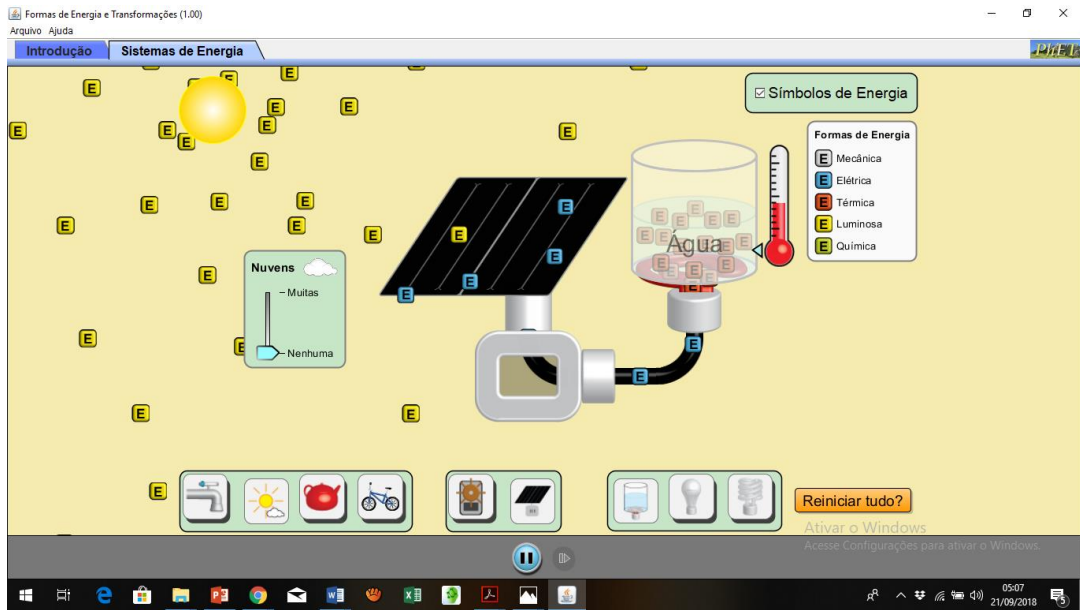 Formas de Energia e Transformações (1.00)
Arquivo Ajuda
Introdução
Sistemas de Energia
PhET
Símbolos de Energia
Formas de Energia
E Mecânica
E Elétrica
E Térmica
E Luminosa
E Química
Água
Nuvens
Muitas
Nenhuma
Reiniciar tudo?
Ativar o Windows
Acesse Configurações para ativar o Windows.
05:07
21/09/2018
5